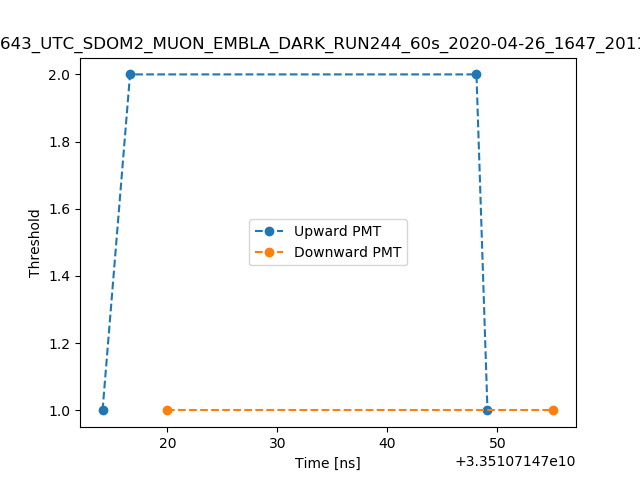 643_UTC_SDOM2_MUON_EMBLA_DARK_RUN244_60s_2020-04-26_1647_2011
2.0
1.8
1.6
1.4
1.2
1.0
Threshold
Upward PMT
Downward PMT
20 30 40 50
Time [ns]
+3.35107147e10